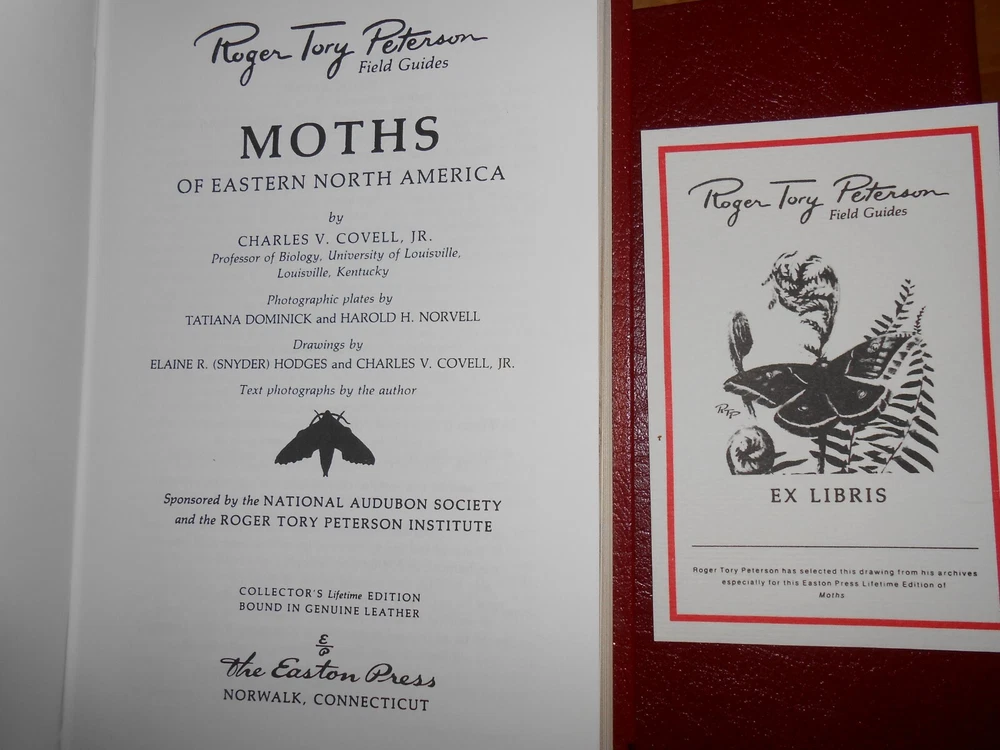 Roger Tory Peterson
Field Guides
MOTHS
OF EASTERN NORTH AMERICA
by
CHARLES V. COVELL, JR.
Professor of Biology, University of Louisville,
Louisville, Kentucky
Photographic plates by
TATIANA DOMINICK and HAROLD H. NORVELL
Drawings by
ELAINE R. (SNYDER) HODGES and CHARLES V. COVELL, JR.
Text photographs by the author
Sponsored by the NATIONAL AUDUBON SOCIETY
and the ROGER TORY PETERSON INSTITUTE
COLLECTOR'S Lifetime EDITION
BOUND IN GENUINE LEATHER
E
P
the Easton Press
NORWALK, CONNECTICUT
Roger Tory Peterson
Field Guides
RTP
EX LIBRIS
Roger Tory Peterson has selected this drawing from his archives
especially for this Easton Press Lifetime Edition of
Moths